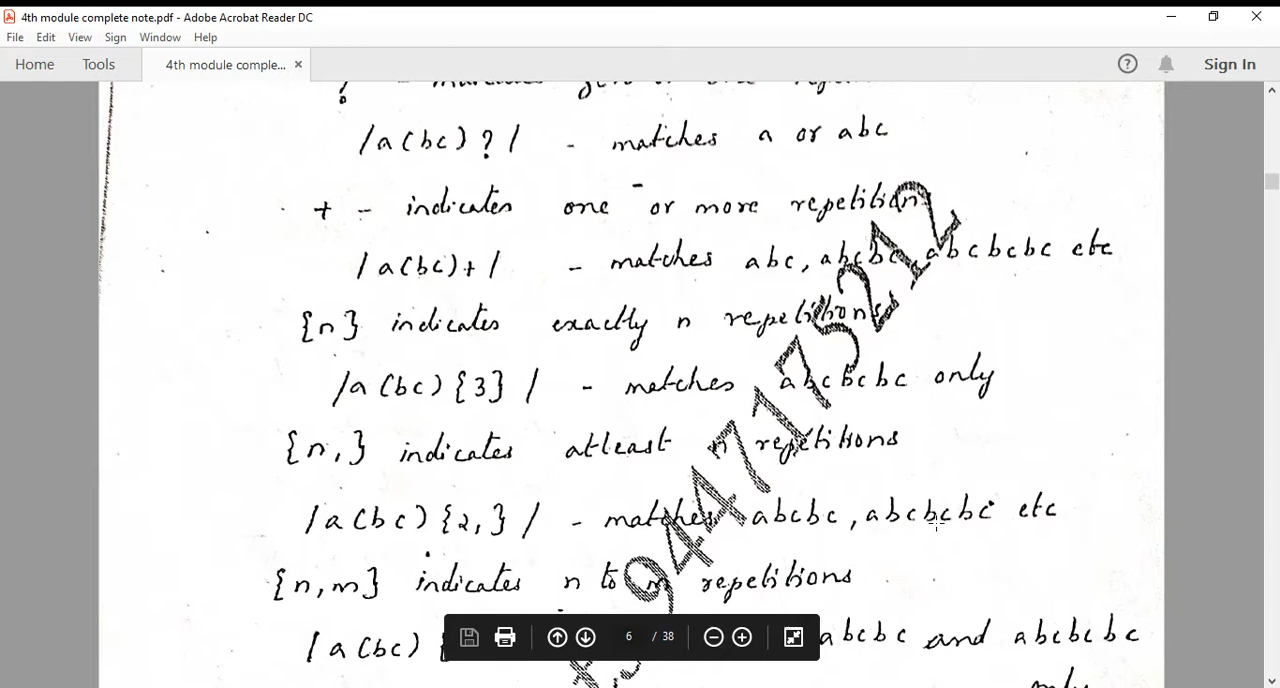 4th module complete note.pdf - Adobe Acrobat Reader DC
File Edit View Sign Window Help
Home Tools 4th module comple... × Sign In
?
/a(bc)?/ - matches a or abc
+ - indicates one or more repetitions
/a(bc)+/ - matches abc, abcbc, abcbcbc etc
{n} indicates exactly n repetitions
/a(bc){3}/ - matches abcbcbc only
{n,} indicates atleast n repetitions
/a(bc){2,}/ - matches abcbc, abcbcbc etc
{n,m} indicates n to m repetitions
/a(bc) abcbc and abcbcbc
only
6 / 38
9447175212